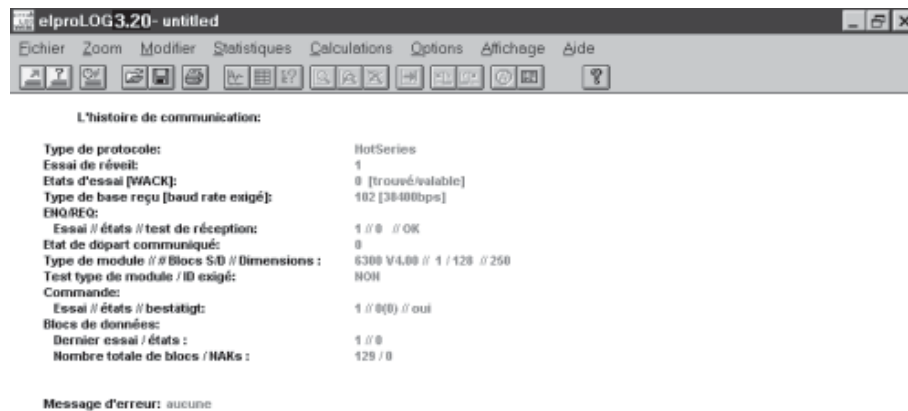 elproLOG 3.20 - untitled
Fichier Zoom Modifier Statistiques Calculations Options Affichage Aide
L'histoire de communication:
Type de protocole: HotSeries
Essai de réveil: 1
Etats d'essai [WACK]: 0 [trouvé/valable]
Type de base reçu [baud rate exigé]: 102 [38400bps]
ENQ/REQ:
Essai // états // test de réception: 1 // 0 // OK
Etat de départ communiqué: 0
Type de module // # Blocs S/D // Dimensions : 6300 V4.00 // 1 / 128 // 250
Test type de module / ID exigé: NON
Commande:
Essai // états // bestätigt: 1 // 0(0) // oui
Blocs de données:
Dernier essai / états : 1 // 0
Nombre totale de blocs / NAKs : 129 / 0
Message d'erreur: aucune